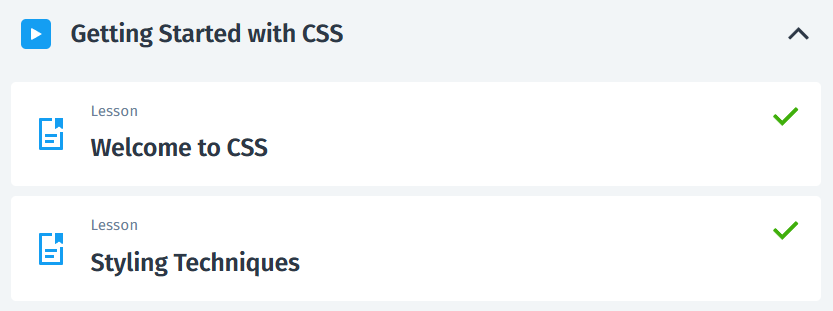 Getting Started with CSS
Lesson
Welcome to CSS
Lesson
Styling Techniques